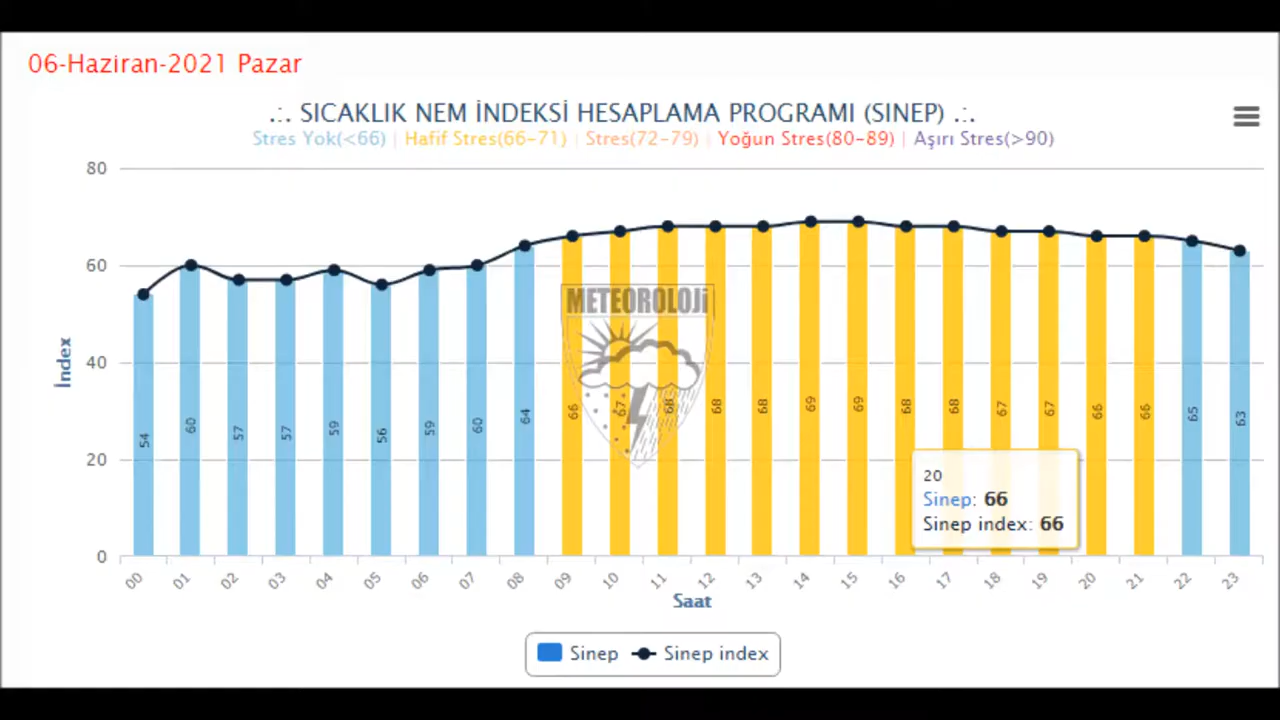 06-Haziran-2021 Pazar
.:. SICAKLIK NEM İNDEKSİ HESAPLAMA PROGRAMI (SINEP) .:.
Stres Yok(<66) | Hafif Stres(66-71) | Stres(72-79) | Yoğun Stres(80-89) | Aşırı Stres(>90)
80
60
40
20
0
İndex
METEOROLOJi
54 60 57 57 59 56 59 60 64 66 67 68 68 68 69 69 68 68 67 67 66 66 65 63
20
Sinep: 66
Sinep index: 66
00 01 02 03 04 05 06 07 08 09 10 11 12 13 14 15 16 17 18 19 20 21 22 23
Saat
Sinep Sinep index